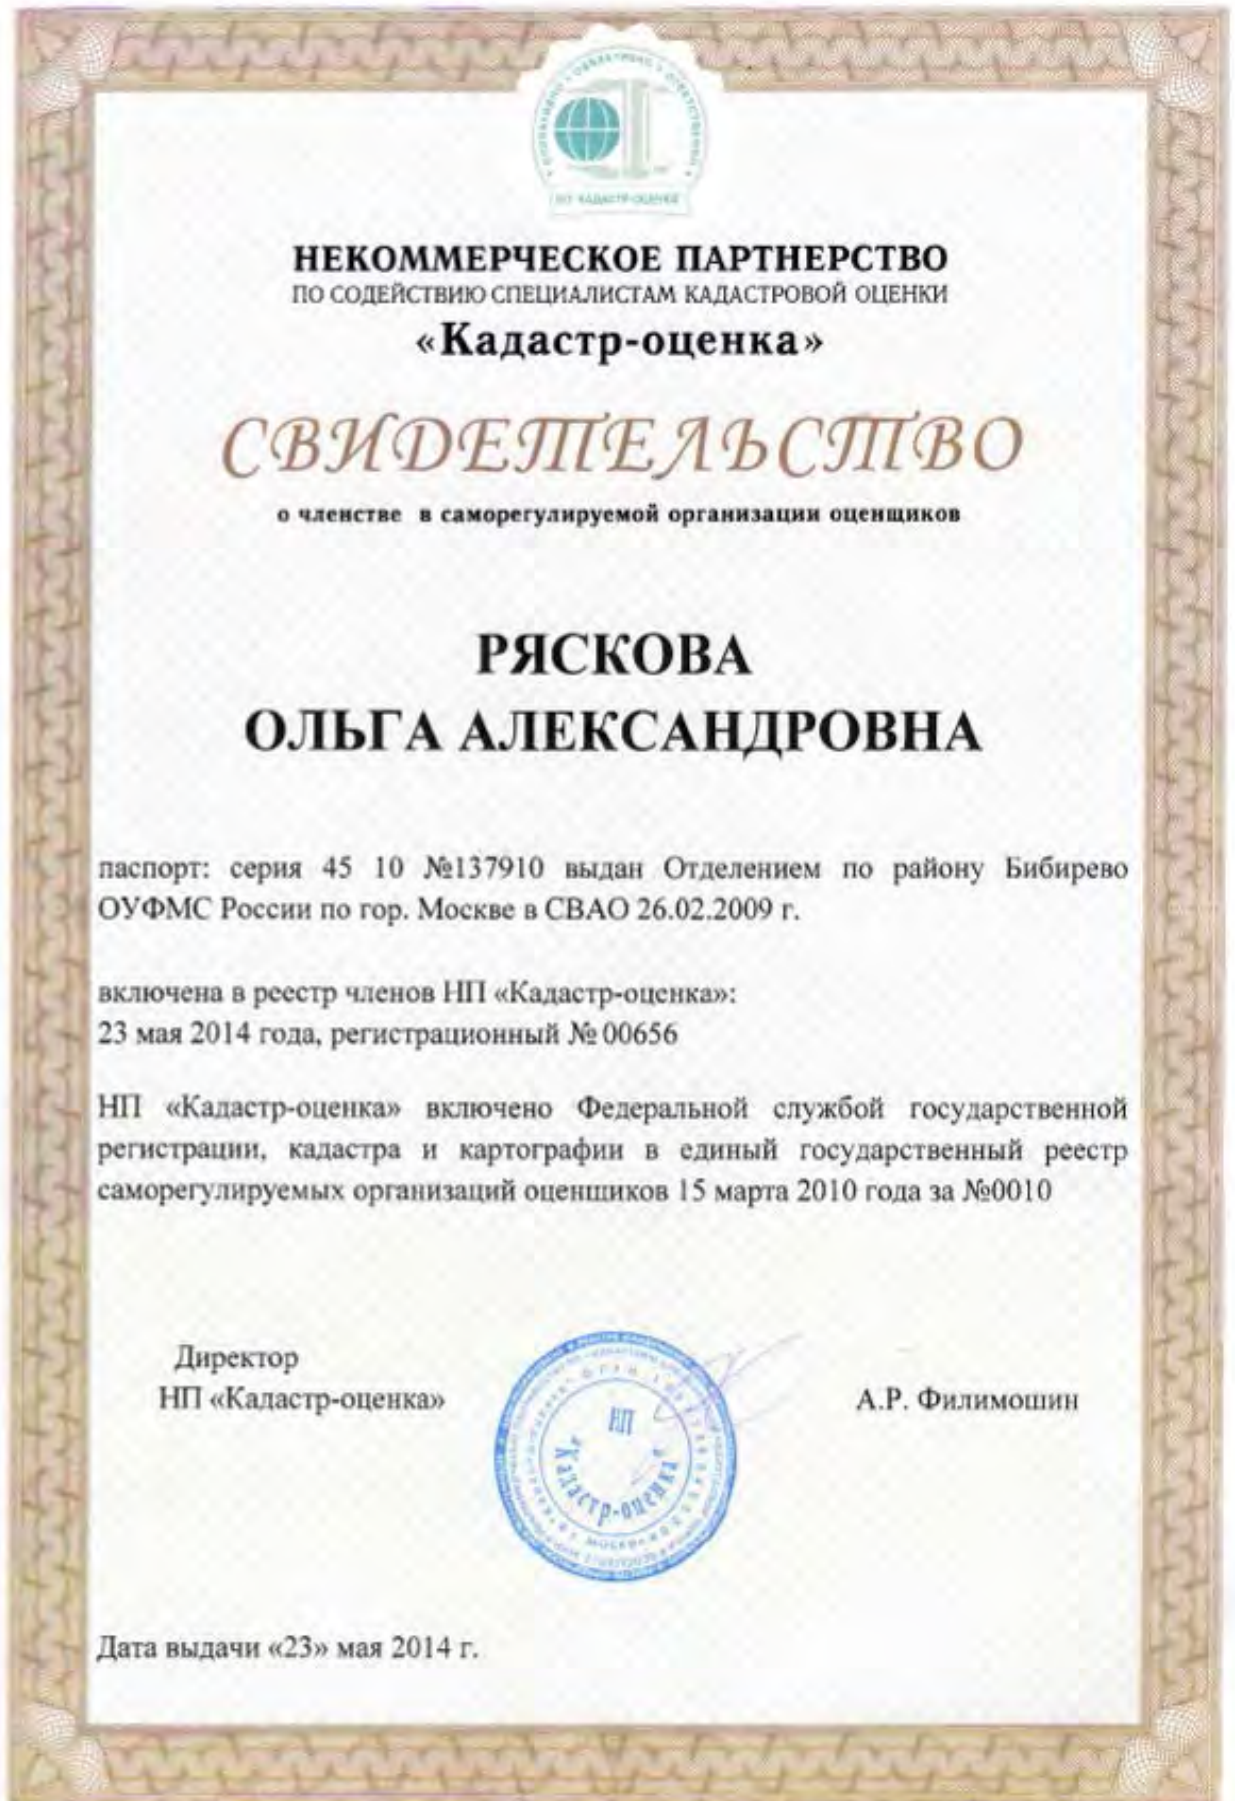 НП КАДАСТР-ОЦЕНКА
НЕКОММЕРЧЕСКОЕ ПАРТНЕРСТВО
ПО СОДЕЙСТВИЮ СПЕЦИАЛИСТАМ КАДАСТРОВОЙ ОЦЕНКИ
«Кадастр-оценка»
СВИДЕТЕЛЬСТВО
о членстве в саморегулируемой организации оценщиков
РЯСКОВА
ОЛЬГА АЛЕКСАНДРОВНА
паспорт: серия 45 10 №137910 выдан Отделением по району Бибирево
ОУФМС России по гор. Москве в СВАО 26.02.2009 г.
включена в реестр членов НП «Кадастр-оценка»:
23 мая 2014 года, регистрационный № 00656
НП «Кадастр-оценка» включено Федеральной службой государственной
регистрации, кадастра и картографии в единый государственный реестр
саморегулируемых организаций оценщиков 15 марта 2010 года за №0010
Директор
НП «Кадастр-оценка»
А.Р. Филимошин
НП
"Кадастр-оценка"
МОСКВА
Дата выдачи «23» мая 2014 г.